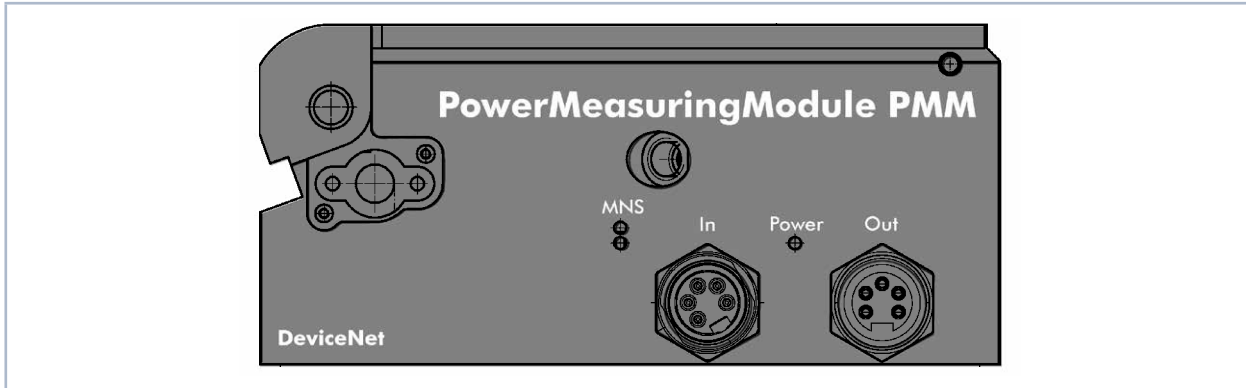 PowerMeasuringModule PMM
MNS
In
Power
Out
DeviceNet